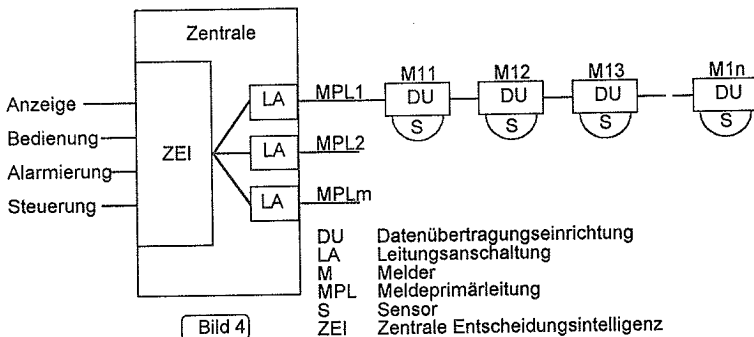 Zentrale
M11 M12 M13 M1n
LA MPL1 DU DU DU DU
Anzeige
S S S S
Bedienung
ZEI LA MPL2
Alarmierung
Steuerung
LA MPLm
DU Datenübertragungseinrichtung
LA Leitungsanschaltung
M Melder
MPL Meldeprimärleitung
S Sensor
Bild 4 ZEI Zentrale Entscheidungsintelligenz